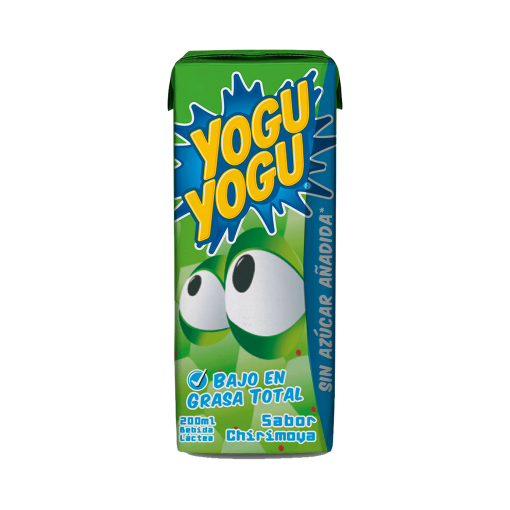 YOGU
YOGU
®
SIN AZÚCAR AÑADIDA*
BAJO EN
GRASA TOTAL
200ml
Bebida
Láctea
Sabor
Chirimoya